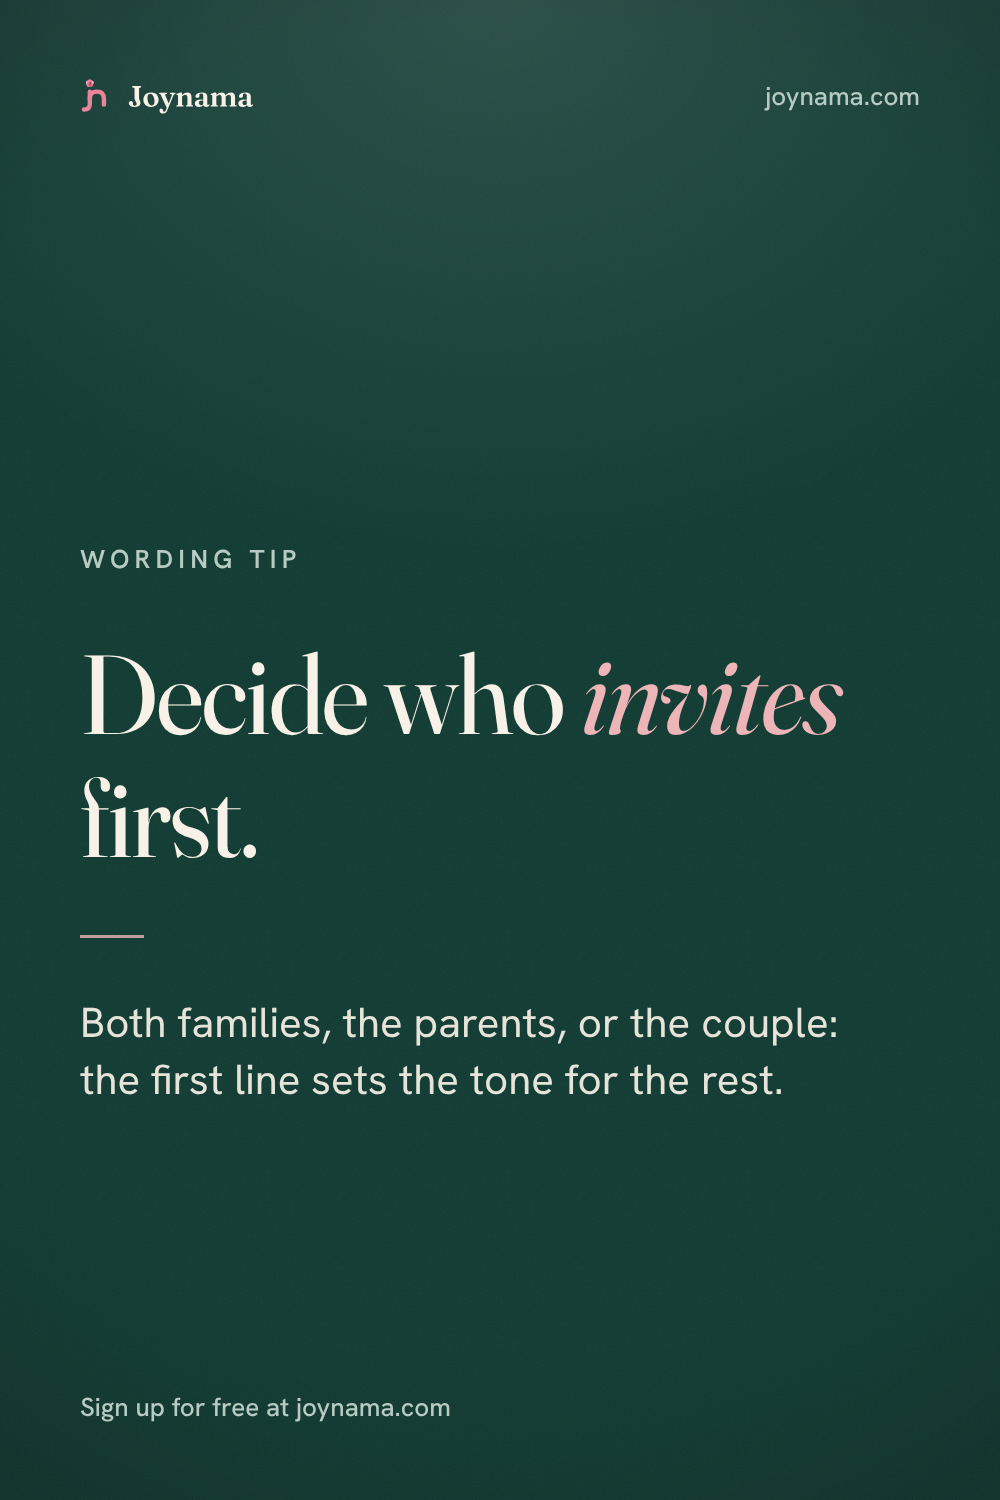 Joynama
joynama.com
WORDING TIP
Decide who invites
first.
Both families, the parents, or the couple:
the first line sets the tone for the rest.
Sign up for free at joynama.com